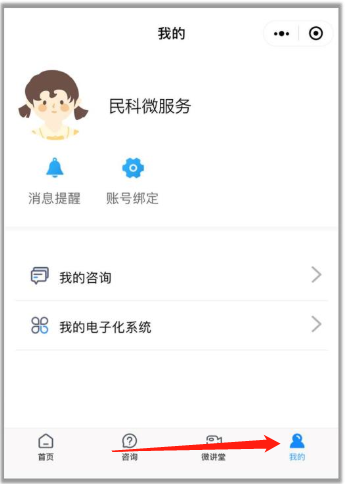 我的
民科微服务
消息提醒 账号绑定
我的咨询
我的电子化系统
首页 咨询 微讲堂 我的